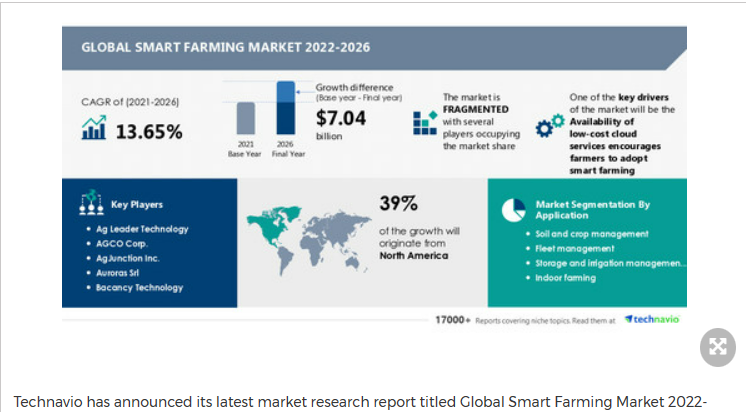 GLOBAL SMART FARMING MARKET 2022-2026
CAGR of (2021-2026)
13.65%
2021
Base Year
2026
Final Year
Growth difference
(Base year - Final year)
$7.04
billion
The market is
FRAGMENTED
with several
players occupying
the market share
One of the key drivers
of the market will be the
Availability of
low-cost cloud
services encourages
farmers to adopt
smart farming
Key Players
• Ag Leader Technology
• AGCO Corp.
• AgJunction Inc.
• Auroras Srl
• Bacancy Technology
39%
of the growth will
originate from
North America
Market Segmentation By
Application
• Soil and crop management
• Fleet management
• Storage and irrigation managemen...
• Indoor farming
17000+ Reports covering niche topics. Read them at
technavio
Technavio has announced its latest market research report titled Global Smart Farming Market 2022-